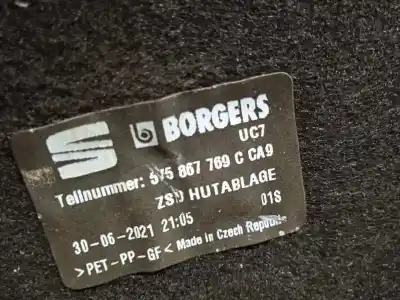 BORGERS
UC7
Teilnummer: 575 867 769 C CA9
ZSB HUTABLAGE
30-06-2021 21:05 01S
>PET-PP-GF< Made in Czech Republic